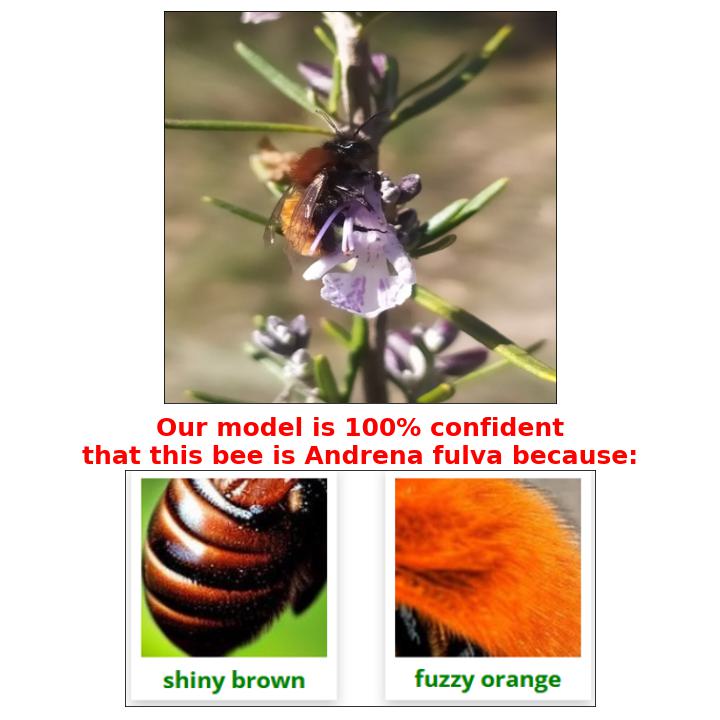 Our model is 100% confident
that this bee is Andrena fulva because:
shiny brown
fuzzy orange